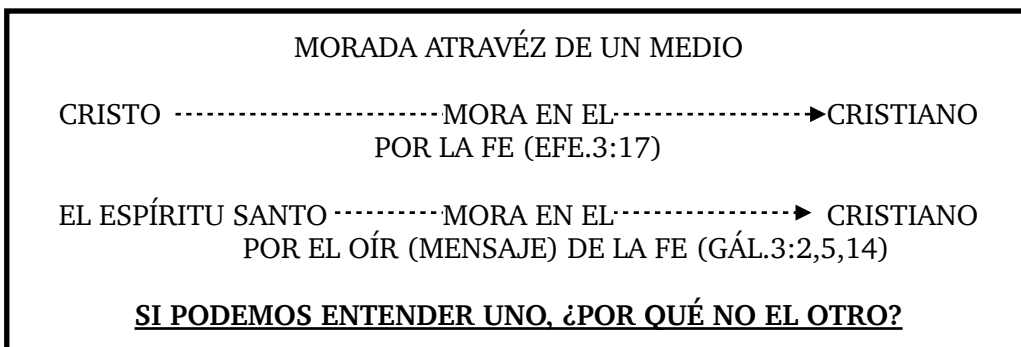 MORADA ATRAVÉZ DE UN MEDIO
CRISTO MORA EN EL CRISTIANO
POR LA FE (EFE.3:17)
EL ESPÍRITU SANTO MORA EN EL CRISTIANO
POR EL OÍR (MENSAJE) DE LA FE (GÁL.3:2,5,14)
SI PODEMOS ENTENDER UNO, ¿POR QUÉ NO EL OTRO?